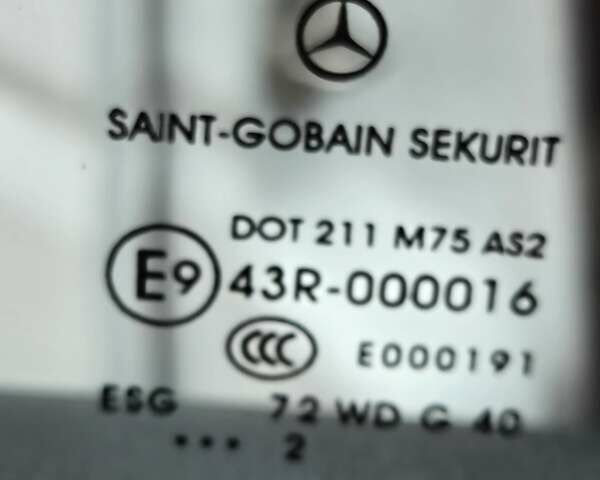 SAINT-GOBAIN SEKURIT
DOT 211 M75 AS2
E9 43R-000016
CCC E000191
ESG 72 WD G 40
••• 2